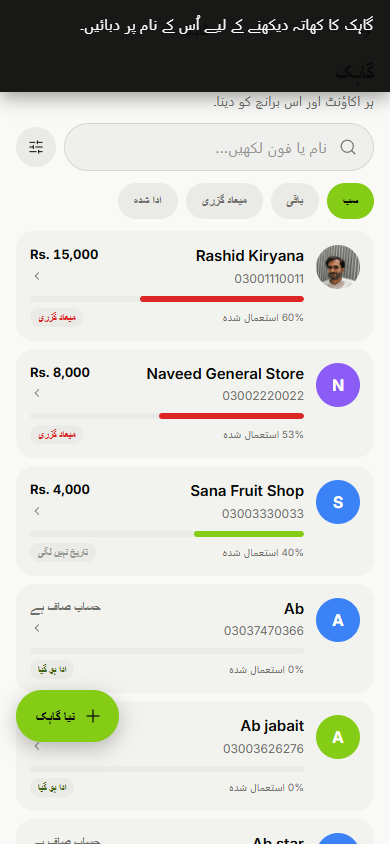 گاہک کا کھاتہ دیکھنے کے لیے اُس کے نام پر دبائیں۔
گاہک
ہر اکاؤنٹ اور اس برانچ کو دینا۔
نام یا فون لکھیں...
سب
باقی
میعاد گزری
ادا شدہ
Rashid Kiryana
Rs. 15,000
03001110011
60% استعمال شدہ
میعاد گزری
N
Naveed General Store
Rs. 8,000
03002220022
53% استعمال شدہ
میعاد گزری
S
Sana Fruit Shop
Rs. 4,000
03003330033
40% استعمال شدہ
تاریخ نہیں لگی
A
Ab
حساب صاف ہے
03037470366
0% استعمال شدہ
ادا ہو گیا
A
Ab jabait
03003626276
0% استعمال شدہ
ادا ہو گیا
نیا گاہک
Ab star
حساب صاف ہے